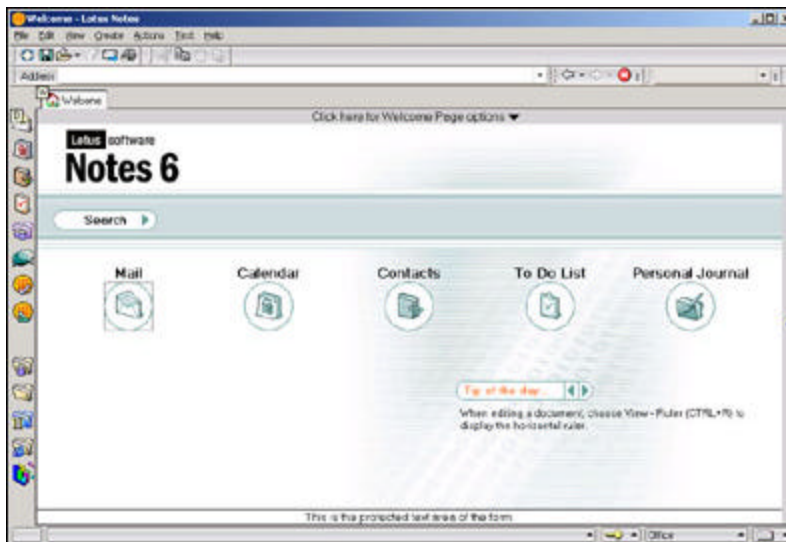 Welcome - Lotus Notes
File Edit View Create Actions Text Help
Address
Welcome
Click here for Welcome Page options
Lotus software
Notes 6
Search
Mail Calendar Contacts To Do List Personal Journal
Tip of the day...
When editing a document, choose View - Ruler (CTRL+R) to
display the horizontal ruler.
This is the protected text area of the form
Office